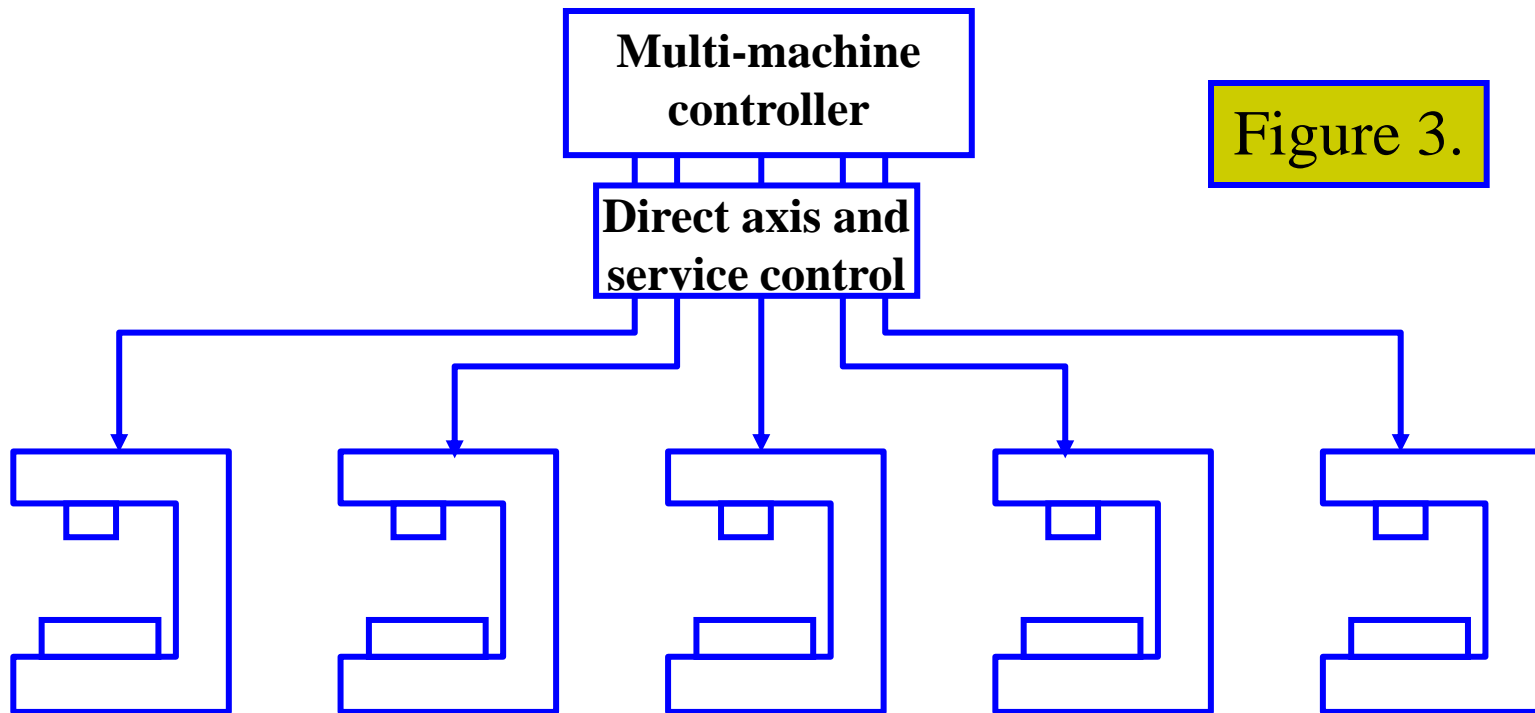 Multi-machine
controller
Figure 3.
Direct axis and
service control